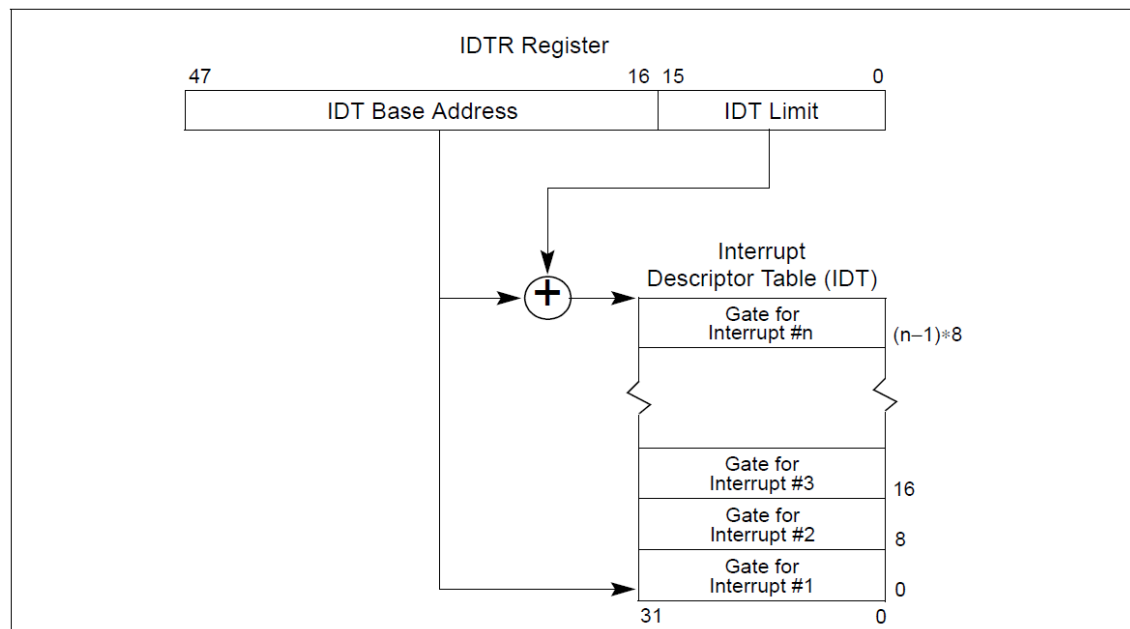 IDTR Register
47 16 15 0
IDT Base Address IDT Limit
+
Interrupt
Descriptor Table (IDT)
Gate for
Interrupt #n
(n–1)∗8
Gate for
Interrupt #3
16
Gate for
Interrupt #2
8
Gate for
Interrupt #1
0
31 0